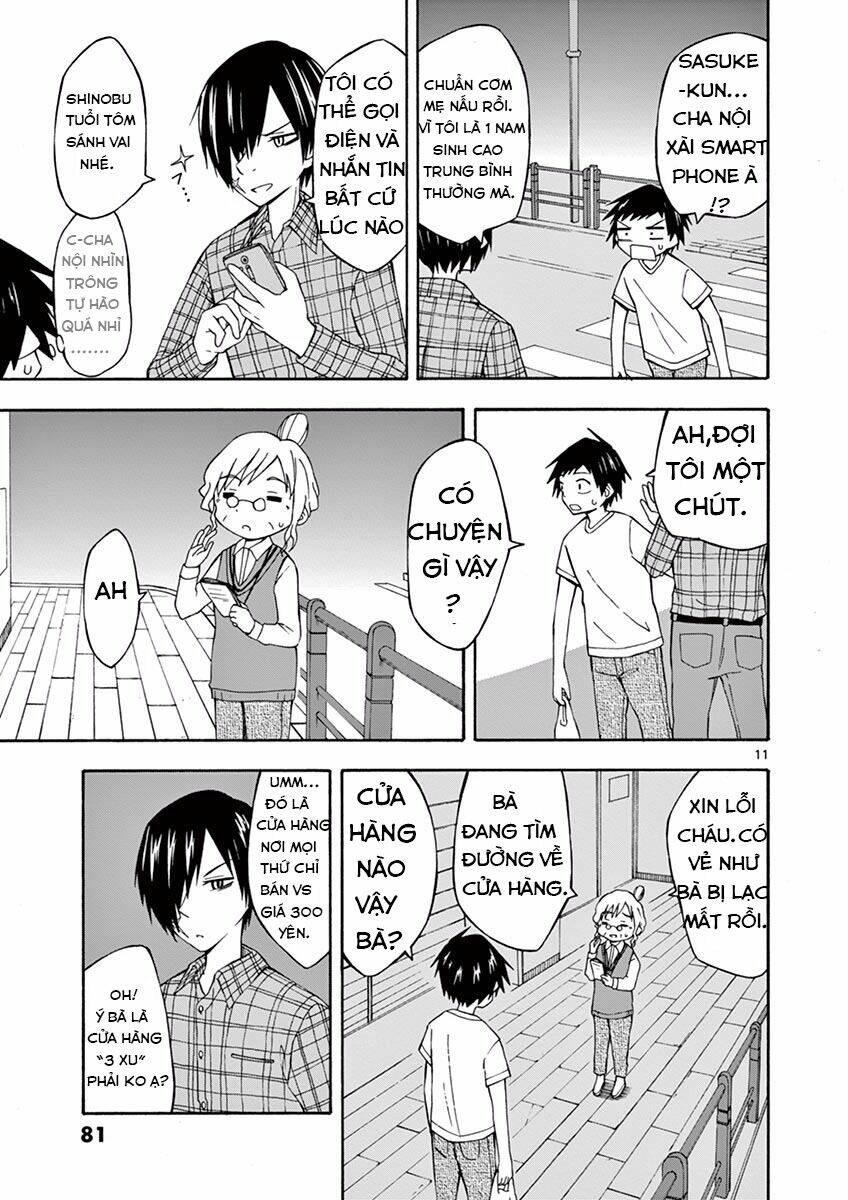 SASUKE
-KUN...
CHA NỘI
XÀI SMART
PHONE À
!?
CHUẨN CƠM
MẸ NẤU RỒI.
VÌ TÔI LÀ 1 NAM
SINH CAO
TRUNG BÌNH
THƯỜNG MÀ.
TÔI CÓ
THỂ GỌI
ĐIỆN VÀ
NHẮN TIN
BẤT CỨ
LÚC NÀO
SHINOBU
TUỔI TÔM
SÁNH VAI
NHÉ.
C-CHA
NỘI NHÌN
TRÔNG
TỰ HÀO
QUÁ NHỈ
.......
AH,ĐỢI
TÔI MỘT
CHÚT.
CÓ
CHUYỆN
GÌ VẬY
?
AH
11
XIN LỖI
CHÁU.CÓ
VẺ NHƯ
BÀ BỊ LẠC
MẤT RỒI.
BÀ
ĐANG TÌM
ĐƯỜNG VỀ
CỬA HÀNG.
CỬA
HÀNG
NÀO
VẬY
BÀ?
UMM...
ĐÓ LÀ
CỬA HÀNG
NƠI MỌI
THỨ CHỈ
BÁN VS
GIÁ 300
YÊN.
OH!
Ý BÀ LÀ
CỬA HÀNG
"3 XU"
PHẢI KO Ạ?
81